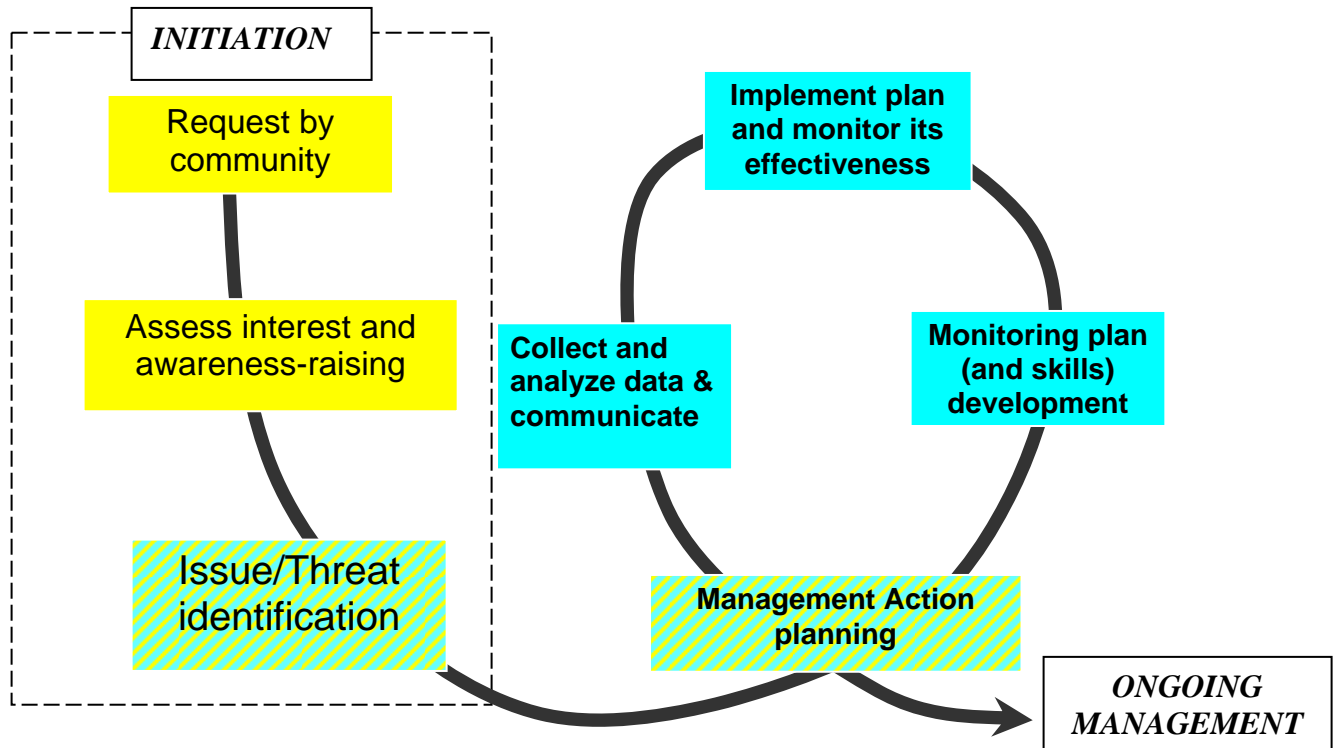 INITIATION
Request by
community
Assess interest and
awareness-raising
Issue/Threat
identification
Implement plan
and monitor its
effectiveness
Collect and
analyze data &
communicate
Monitoring plan
(and skills)
development
Management Action
planning
ONGOING
MANAGEMENT